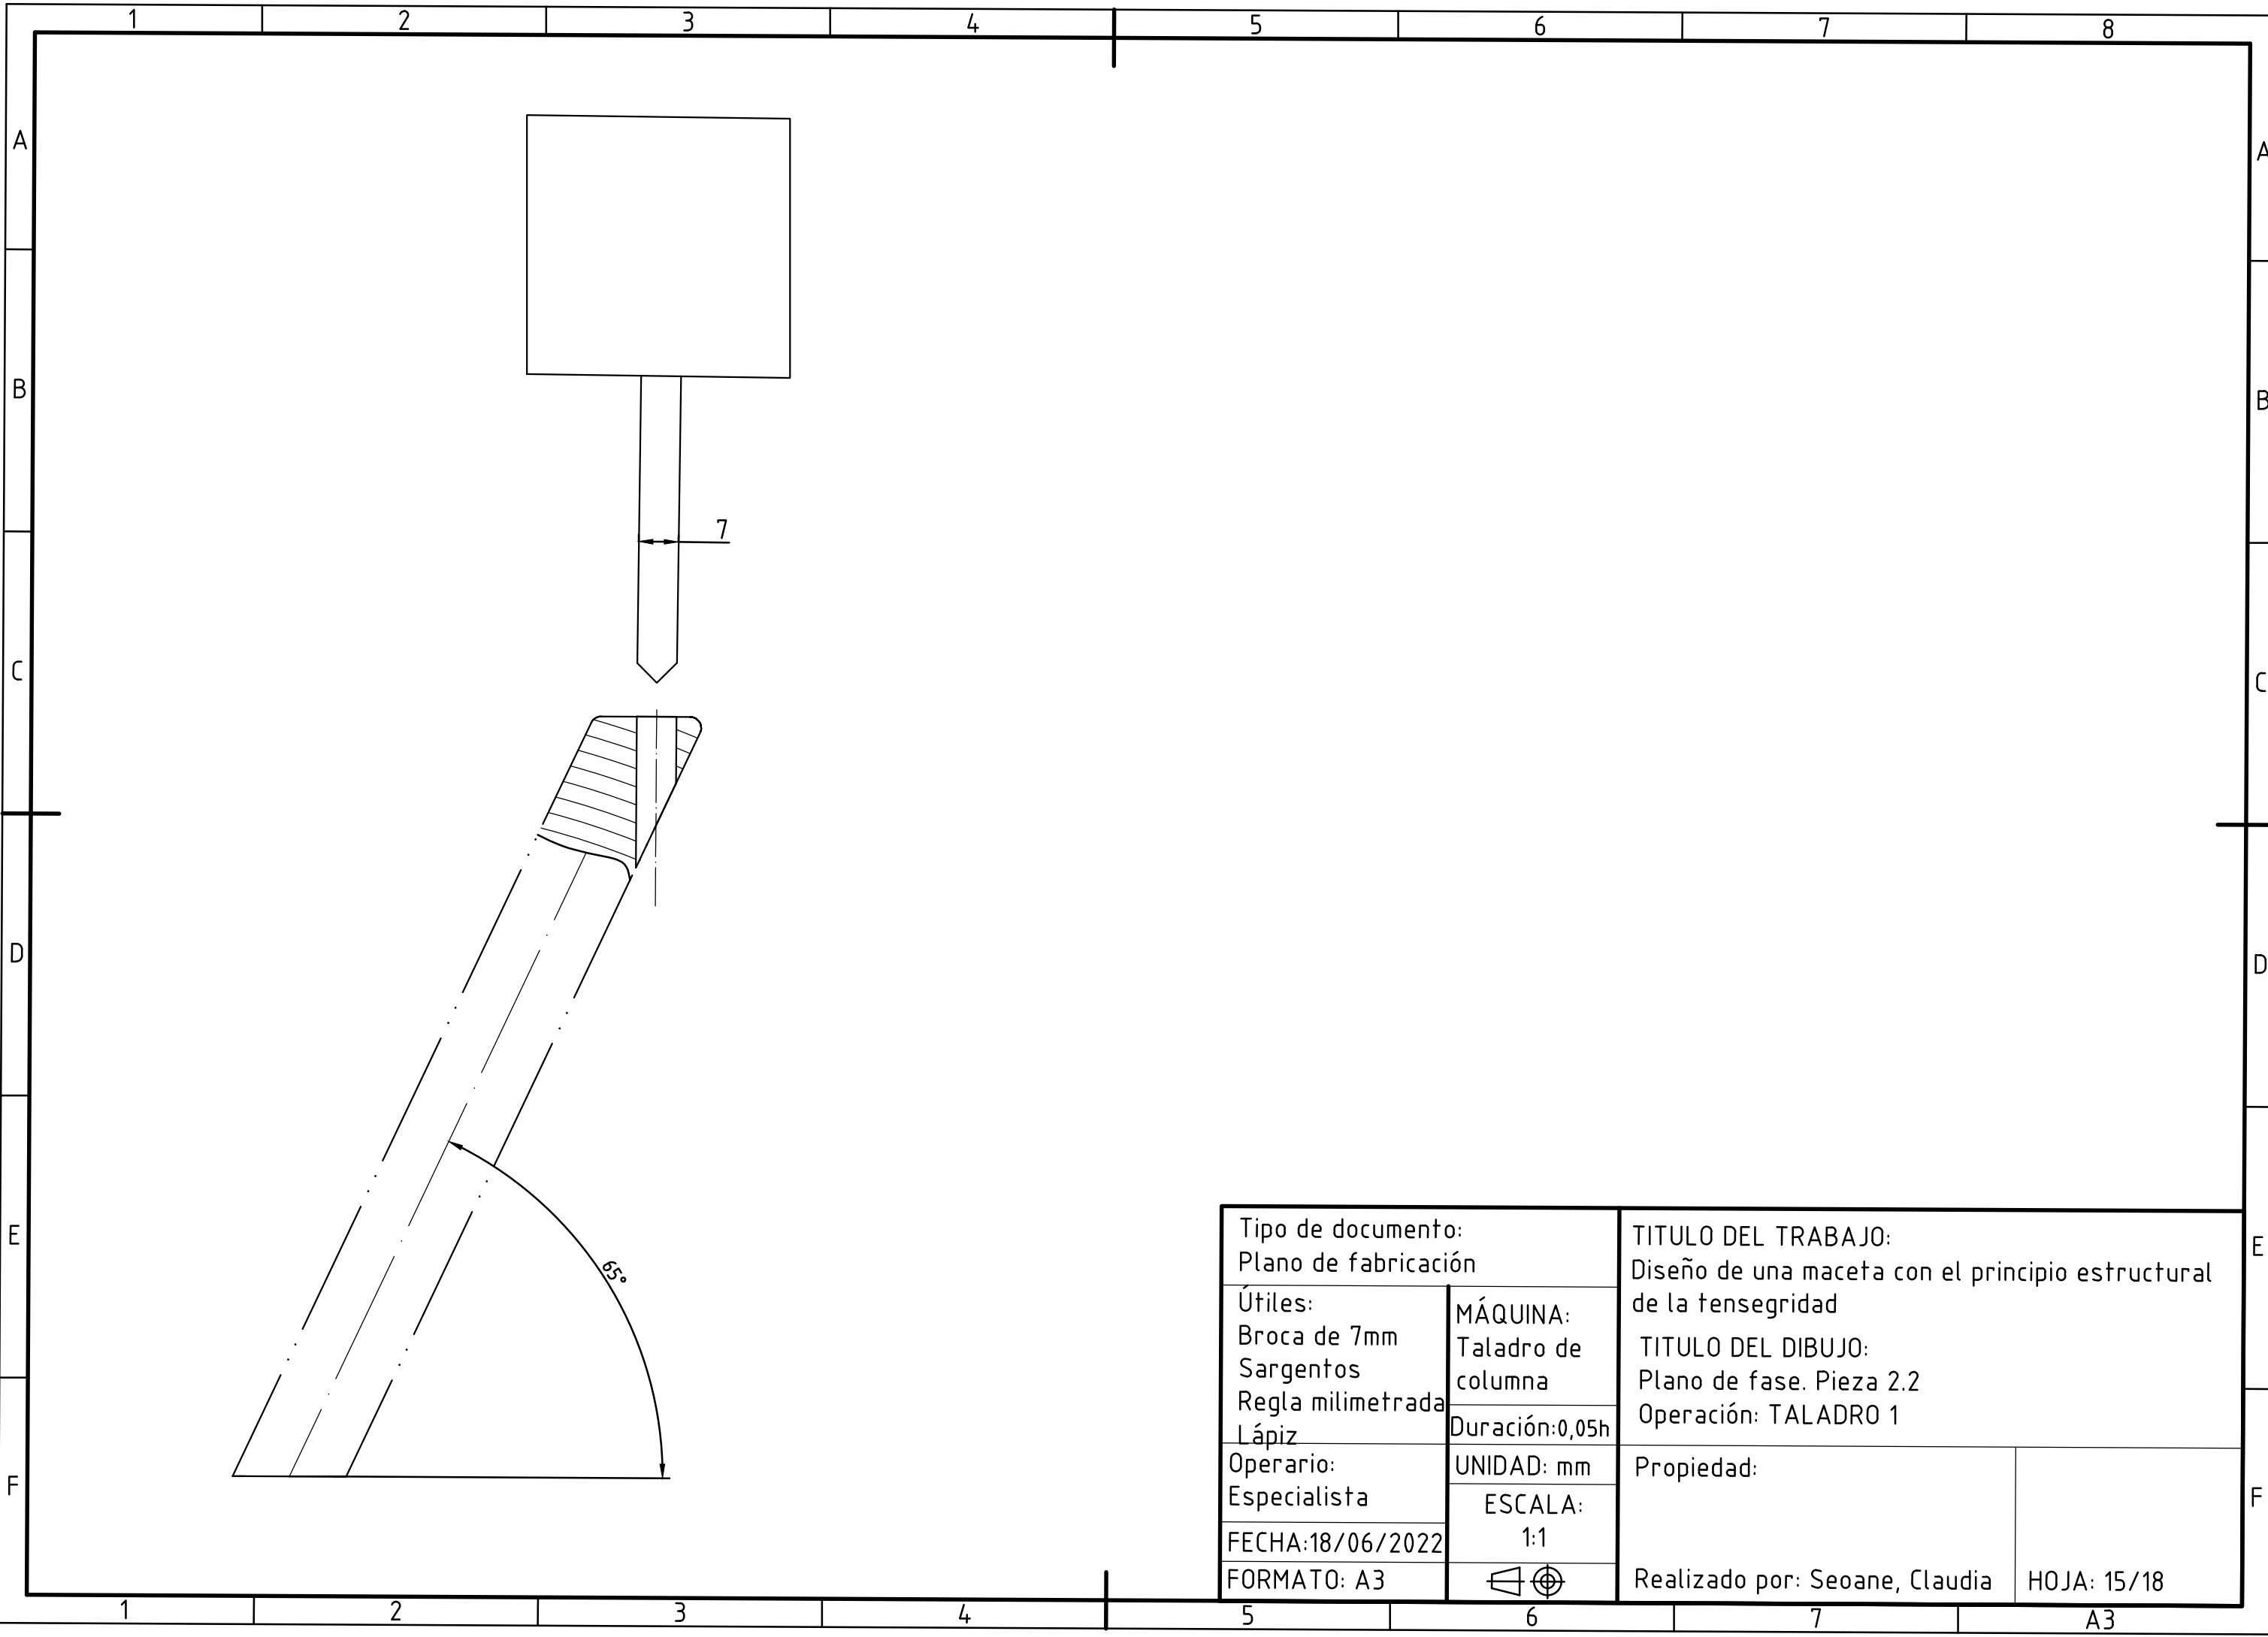 1 2 3 4 5 6 7 8
A A
B B
7
C C
D D
E E
65°
F F
Tipo de documento:
Plano de fabricación
Útiles:
Broca de 7mm
Sargentos
Regla milimetrada
Lápiz
MÁQUINA:
Taladro de
columna
Duración:0,05h
Operario:
Especialista
UNIDAD: mm
ESCALA:
1:1
FECHA:18/06/2022
FORMATO: A3
TITULO DEL TRABAJO:
Diseño de una maceta con el principio estructural
de la tensegridad
TITULO DEL DIBUJO:
Plano de fase. Pieza 2.2
Operación: TALADRO 1
Propiedad:
Realizado por: Seoane, Claudia
HOJA: 15/18
1 2 3 4 5 6 7 A3